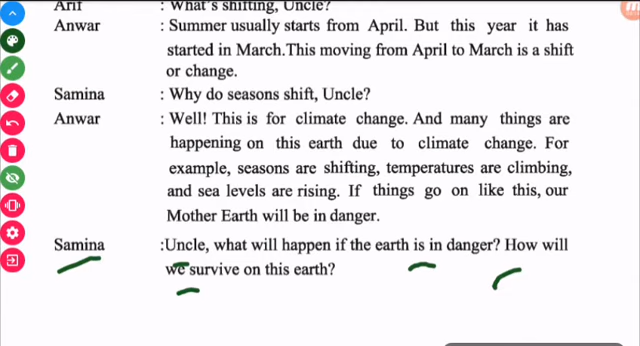 Arif : What's shifting, Uncle?
Anwar : Summer usually starts from April. But this year it has
started in March.This moving from April to March is a shift
or change.
Samina : Why do seasons shift, Uncle?
Anwar : Well! This is for climate change. And many things are
happening on this earth due to climate change. For
example, seasons are shifting, temperatures are climbing,
and sea levels are rising. If things go on like this, our
Mother Earth will be in danger.
Samina :Uncle, what will happen if the earth is in danger? How will
we survive on this earth?